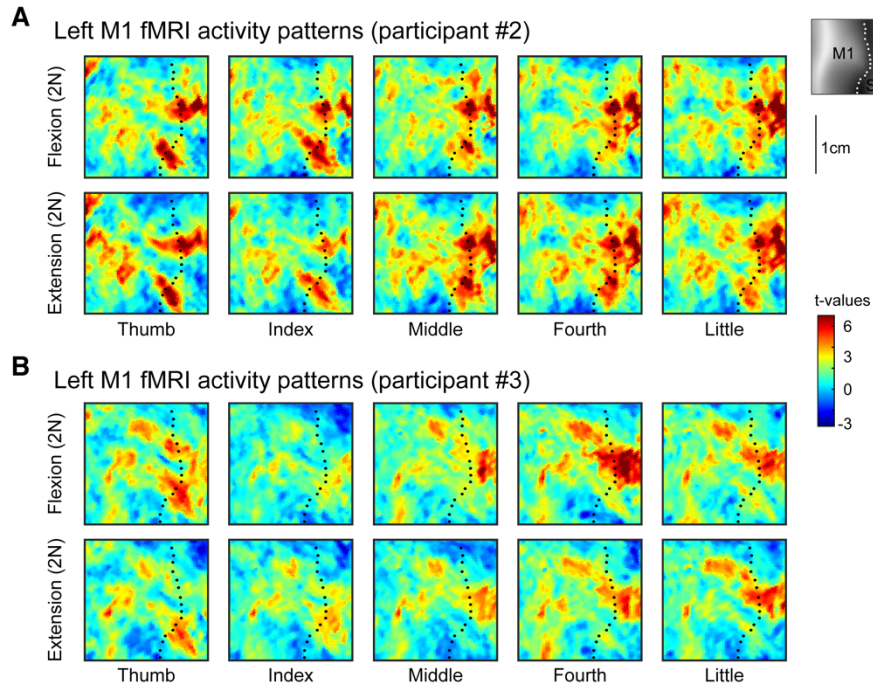 A
Left M1 fMRI activity patterns (participant #2)
M1
S
1cm
Flexion (2N)
Extension (2N)
Thumb Index Middle Fourth Little
t-values
6
3
0
-3
B
Left M1 fMRI activity patterns (participant #3)
Flexion (2N)
Extension (2N)
Thumb Index Middle Fourth Little